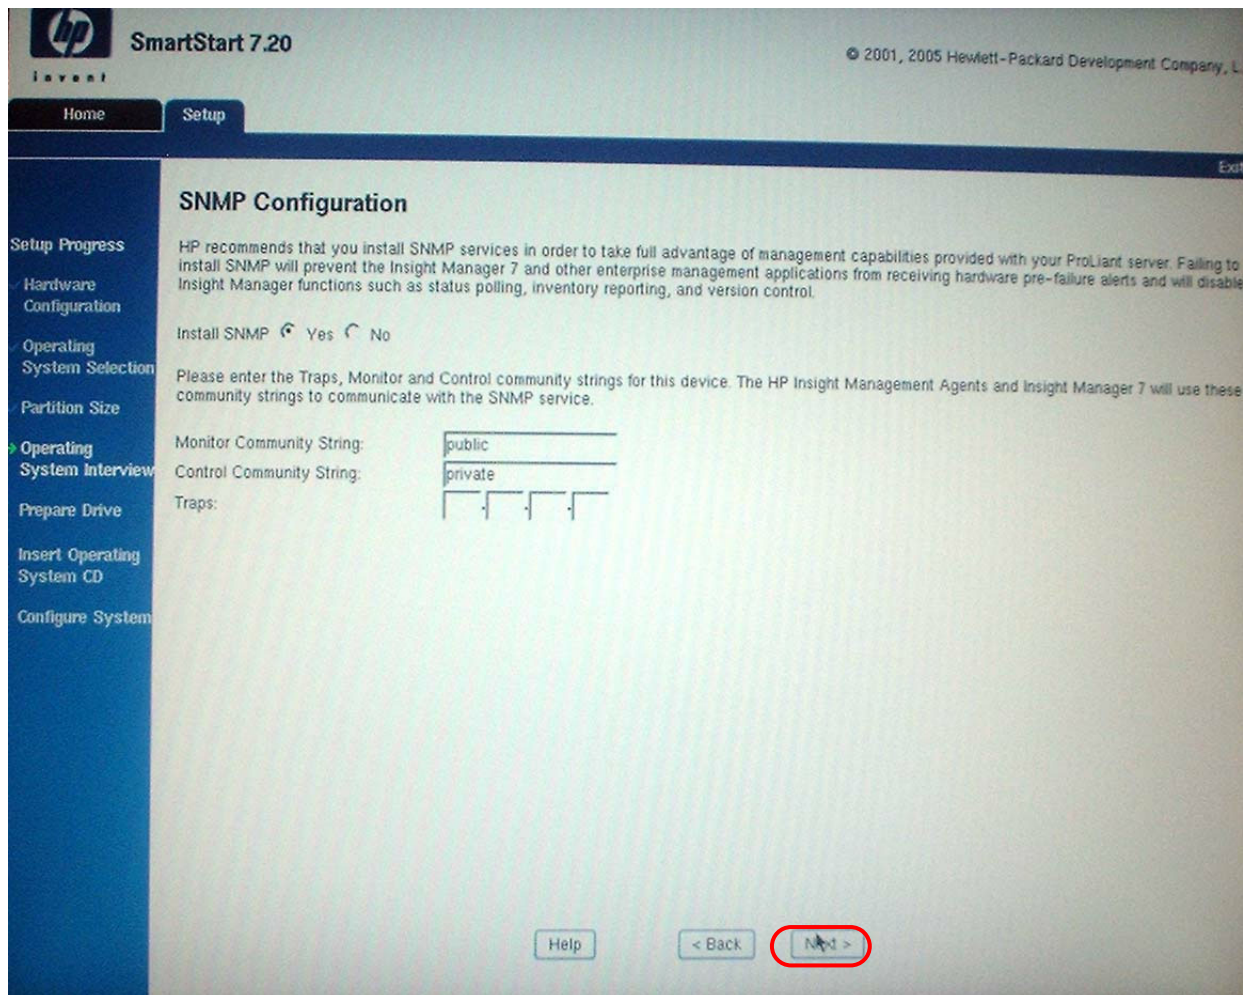 hp
SmartStart 7.20
© 2001, 2005 Hewlett-Packard Development Company, L.
invent
Home
Setup
Exit
SNMP Configuration
Setup Progress
Hardware
Configuration
Operating
System Selection
Partition Size
Operating
System Interview
Prepare Drive
Insert Operating
System CD
Configure System
HP recommends that you install SNMP services in order to take full advantage of management capabilities provided with your ProLiant server. Failing to
install SNMP will prevent the Insight Manager 7 and other enterprise management applications from receiving hardware pre-failure alerts and will disable
Insight Manager functions such as status polling, inventory reporting, and version control.
Install SNMP Yes No
Please enter the Traps, Monitor and Control community strings for this device. The HP Insight Management Agents and Insight Manager 7 will use these
community strings to communicate with the SNMP service.
Monitor Community String: public
Control Community String: private
Traps: . . .
Help
< Back
Next >